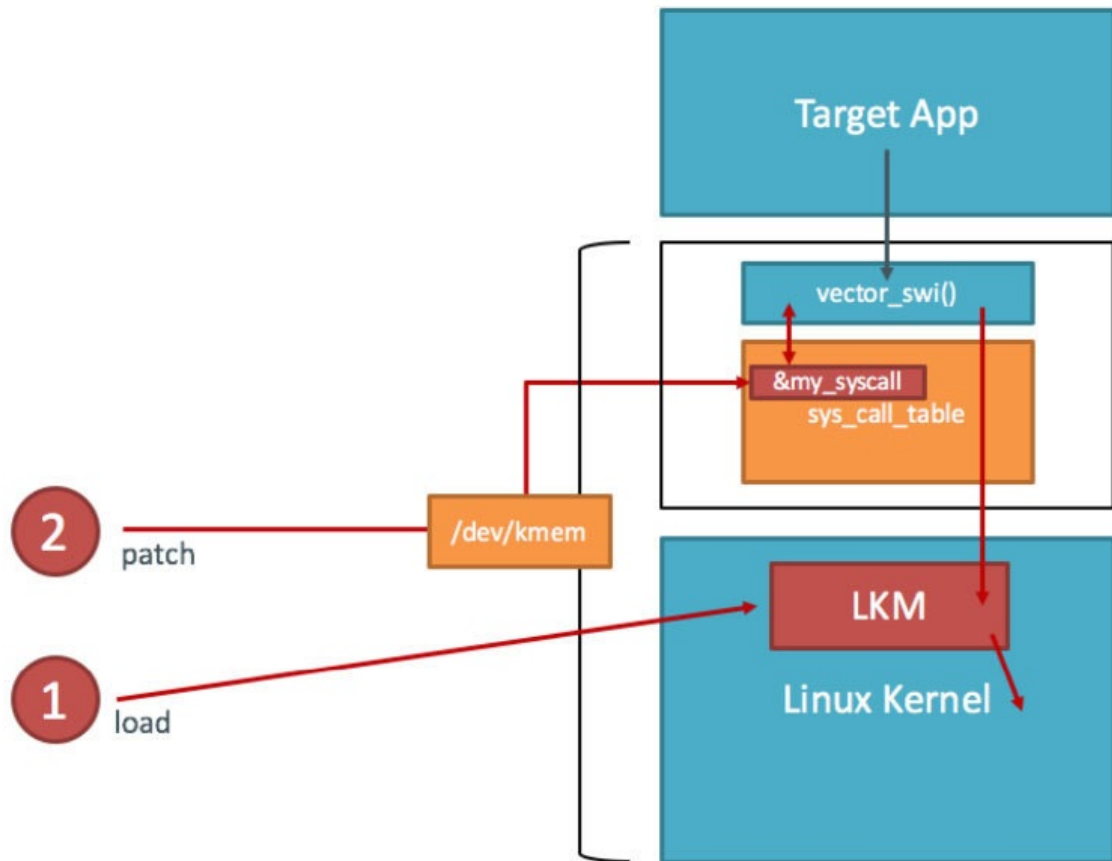 Target App
vector_swi()
&my_syscall
sys_call_table
/dev/kmem
2
patch
LKM
1
load
Linux Kernel